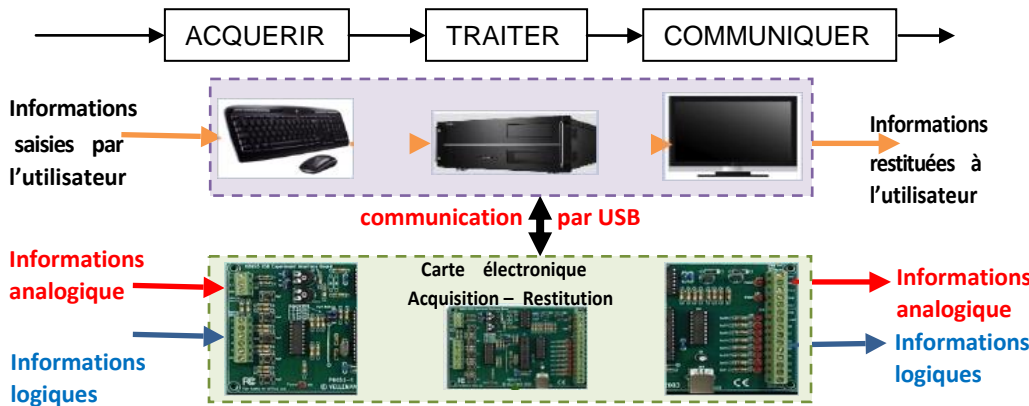 ACQUERIR
TRAITER
COMMUNIQUER
Informations
saisies par
l'utilisateur
Informations
restituées à
l'utilisateur
communication par USB
Informations
analogique
Informations
logiques
Carte électronique
Acquisition – Restitution
Informations
analogique
Informations
logiques